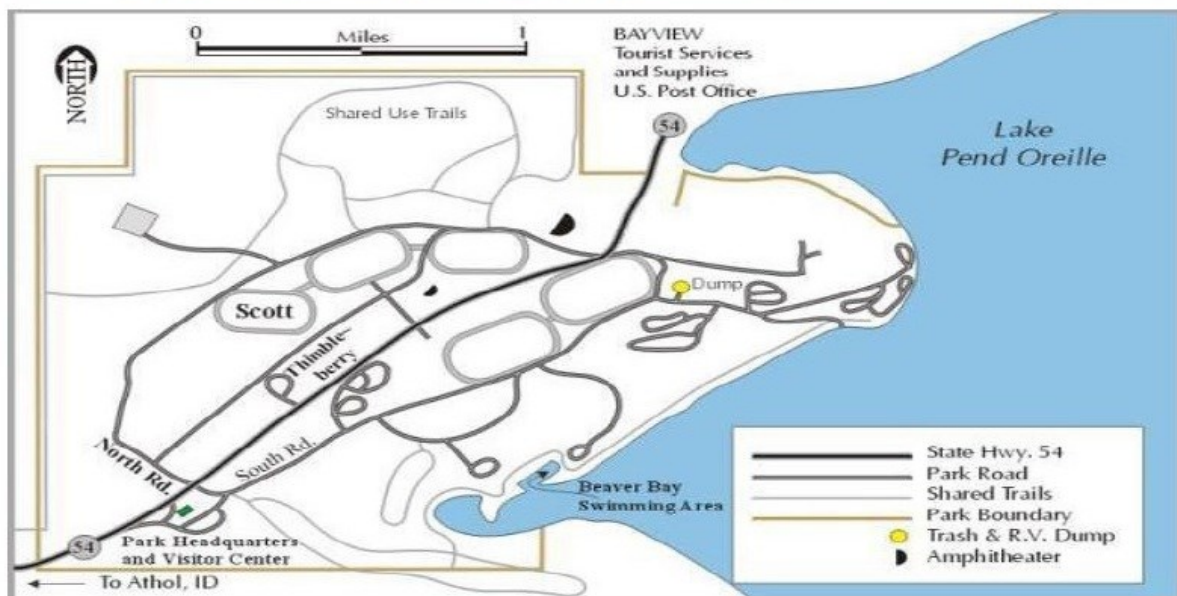 0 Miles 1
NORTH
BAYVIEW
Tourist Services
and Supplies
U.S. Post Office
54
Shared Use Trails
Lake
Pend Oreille
Dump
Scott
Thimble-
berry
North Rd.
South Rd.
Beaver Bay
Swimming Area
54
Park Headquarters
and Visitor Center
To Athol, ID
State Hwy. 54
Park Road
Shared Trails
Park Boundary
Trash & R.V. Dump
Amphitheater